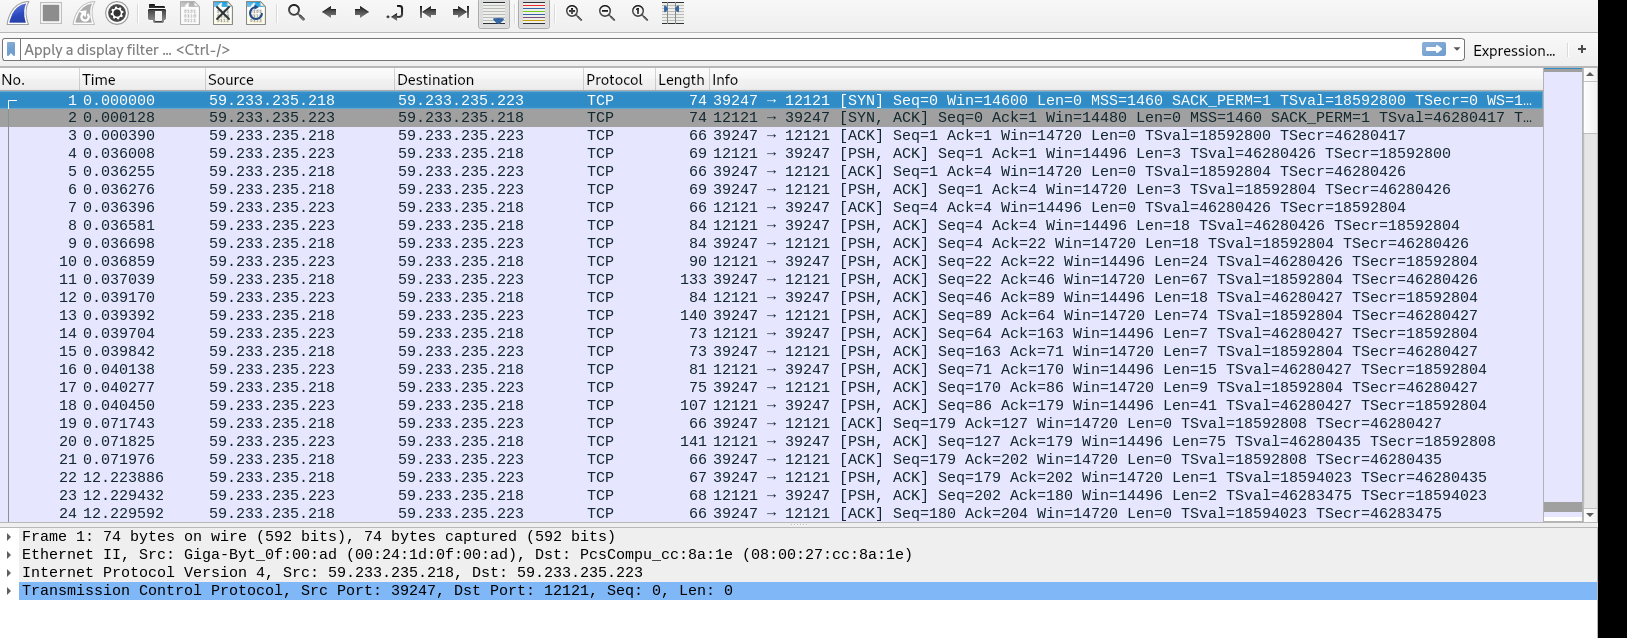 Apply a display filter ... <Ctrl-/> Expression... +
No. Time Source Destination Protocol Length Info
1 0.000000 59.233.235.218 59.233.235.223 TCP 74 39247 → 12121 [SYN] Seq=0 Win=14600 Len=0 MSS=1460 SACK_PERM=1 TSval=18592800 TSecr=0 WS=1…
2 0.000128 59.233.235.223 59.233.235.218 TCP 74 12121 → 39247 [SYN, ACK] Seq=0 Ack=1 Win=14480 Len=0 MSS=1460 SACK_PERM=1 TSval=46280417 T…
3 0.000390 59.233.235.218 59.233.235.223 TCP 66 39247 → 12121 [ACK] Seq=1 Ack=1 Win=14720 Len=0 TSval=18592800 TSecr=46280417
4 0.036008 59.233.235.223 59.233.235.218 TCP 69 12121 → 39247 [PSH, ACK] Seq=1 Ack=1 Win=14496 Len=3 TSval=46280426 TSecr=18592800
5 0.036255 59.233.235.218 59.233.235.223 TCP 66 39247 → 12121 [ACK] Seq=1 Ack=4 Win=14720 Len=0 TSval=18592804 TSecr=46280426
6 0.036276 59.233.235.218 59.233.235.223 TCP 69 39247 → 12121 [PSH, ACK] Seq=1 Ack=4 Win=14720 Len=3 TSval=18592804 TSecr=46280426
7 0.036396 59.233.235.223 59.233.235.218 TCP 66 12121 → 39247 [ACK] Seq=4 Ack=4 Win=14496 Len=0 TSval=46280426 TSecr=18592804
8 0.036581 59.233.235.223 59.233.235.218 TCP 84 12121 → 39247 [PSH, ACK] Seq=4 Ack=4 Win=14496 Len=18 TSval=46280426 TSecr=18592804
9 0.036698 59.233.235.218 59.233.235.223 TCP 84 39247 → 12121 [PSH, ACK] Seq=4 Ack=22 Win=14720 Len=18 TSval=18592804 TSecr=46280426
10 0.036859 59.233.235.223 59.233.235.218 TCP 90 12121 → 39247 [PSH, ACK] Seq=22 Ack=22 Win=14496 Len=24 TSval=46280426 TSecr=18592804
11 0.037039 59.233.235.218 59.233.235.223 TCP 133 39247 → 12121 [PSH, ACK] Seq=22 Ack=46 Win=14720 Len=67 TSval=18592804 TSecr=46280426
12 0.039170 59.233.235.223 59.233.235.218 TCP 84 12121 → 39247 [PSH, ACK] Seq=46 Ack=89 Win=14496 Len=18 TSval=46280427 TSecr=18592804
13 0.039392 59.233.235.218 59.233.235.223 TCP 140 39247 → 12121 [PSH, ACK] Seq=89 Ack=64 Win=14720 Len=74 TSval=18592804 TSecr=46280427
14 0.039704 59.233.235.223 59.233.235.218 TCP 73 12121 → 39247 [PSH, ACK] Seq=64 Ack=163 Win=14496 Len=7 TSval=46280427 TSecr=18592804
15 0.039842 59.233.235.218 59.233.235.223 TCP 73 39247 → 12121 [PSH, ACK] Seq=163 Ack=71 Win=14720 Len=7 TSval=18592804 TSecr=46280427
16 0.040138 59.233.235.223 59.233.235.218 TCP 81 12121 → 39247 [PSH, ACK] Seq=71 Ack=170 Win=14496 Len=15 TSval=46280427 TSecr=18592804
17 0.040277 59.233.235.218 59.233.235.223 TCP 75 39247 → 12121 [PSH, ACK] Seq=170 Ack=86 Win=14720 Len=9 TSval=18592804 TSecr=46280427
18 0.040450 59.233.235.223 59.233.235.218 TCP 107 12121 → 39247 [PSH, ACK] Seq=86 Ack=179 Win=14496 Len=41 TSval=46280427 TSecr=18592804
19 0.071743 59.233.235.218 59.233.235.223 TCP 66 39247 → 12121 [ACK] Seq=179 Ack=127 Win=14720 Len=0 TSval=18592808 TSecr=46280427
20 0.071825 59.233.235.223 59.233.235.218 TCP 141 12121 → 39247 [PSH, ACK] Seq=127 Ack=179 Win=14496 Len=75 TSval=46280435 TSecr=18592808
21 0.071976 59.233.235.218 59.233.235.223 TCP 66 39247 → 12121 [ACK] Seq=179 Ack=202 Win=14720 Len=0 TSval=18592808 TSecr=46280435
22 12.223886 59.233.235.218 59.233.235.223 TCP 67 39247 → 12121 [PSH, ACK] Seq=179 Ack=202 Win=14720 Len=1 TSval=18594023 TSecr=46280435
23 12.229432 59.233.235.223 59.233.235.218 TCP 68 12121 → 39247 [PSH, ACK] Seq=202 Ack=180 Win=14496 Len=2 TSval=46283475 TSecr=18594023
24 12.229592 59.233.235.218 59.233.235.223 TCP 66 39247 → 12121 [ACK] Seq=180 Ack=204 Win=14720 Len=0 TSval=18594023 TSecr=46283475
Frame 1: 74 bytes on wire (592 bits), 74 bytes captured (592 bits)
Ethernet II, Src: Giga-Byt_0f:00:ad (00:24:1d:0f:00:ad), Dst: PcsCompu_cc:8a:1e (08:00:27:cc:8a:1e)
Internet Protocol Version 4, Src: 59.233.235.218, Dst: 59.233.235.223
Transmission Control Protocol, Src Port: 39247, Dst Port: 12121, Seq: 0, Len: 0